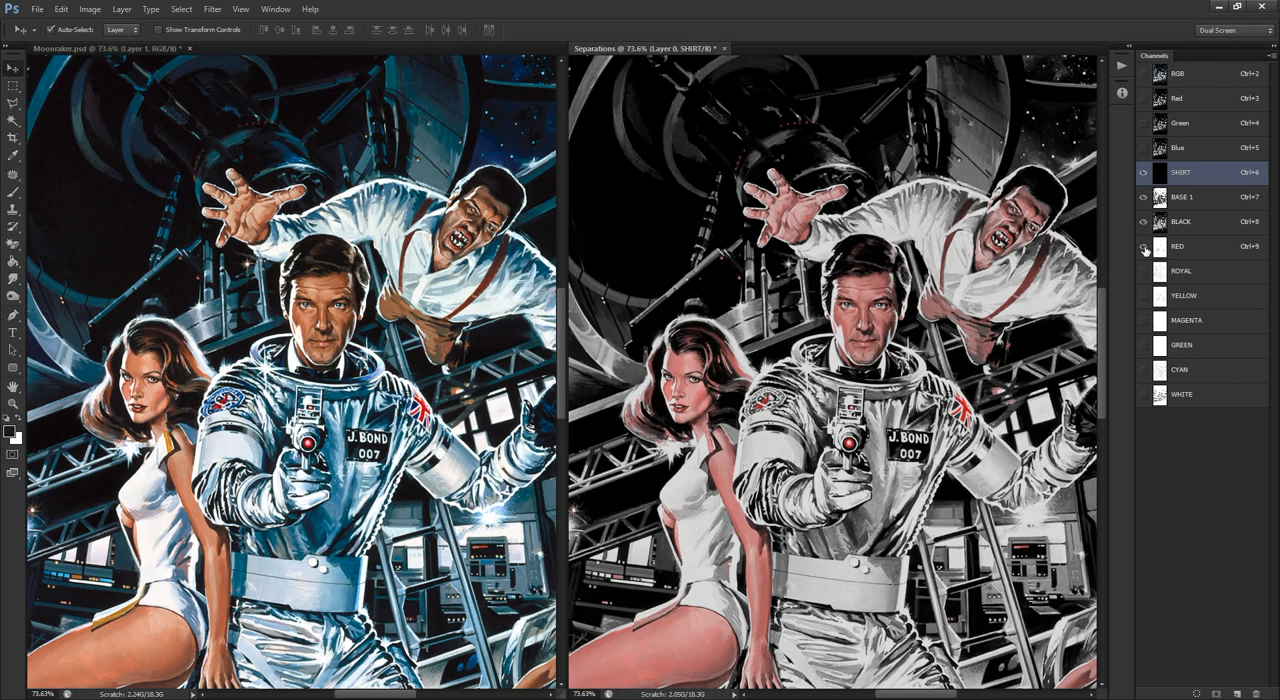 Ps File Edit Image Layer Type Select Filter View Window Help
Auto-Select: Layer Show Transform Controls Dual Screen
Moonraker.psd @ 73.6% (Layer 1, RGB/8) * ×
Separations @ 73.6% (Layer 0, SHIRT/8) * ×
Channels
RGB Ctrl+2
Red Ctrl+3
Green Ctrl+4
Blue Ctrl+5
SHIRT Ctrl+6
BASE 1 Ctrl+7
BLACK Ctrl+8
RED Ctrl+9
ROYAL
YELLOW
MAGENTA
GREEN
CYAN
WHITE
J.BOND
007
J.BOND
007
73.63% Scratch: 2.24G/18.3G
73.63% Scratch: 2.05G/18.3G